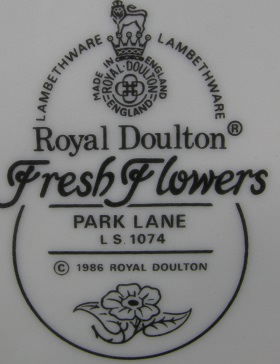 LAMBETHWARE LAMBETHWARE
MADE IN ENGLAND
ROYAL·DOULTON
ENGLAND
Royal Doulton®
Fresh Flowers
PARK LANE
L S. 1074
© 1986 ROYAL DOULTON